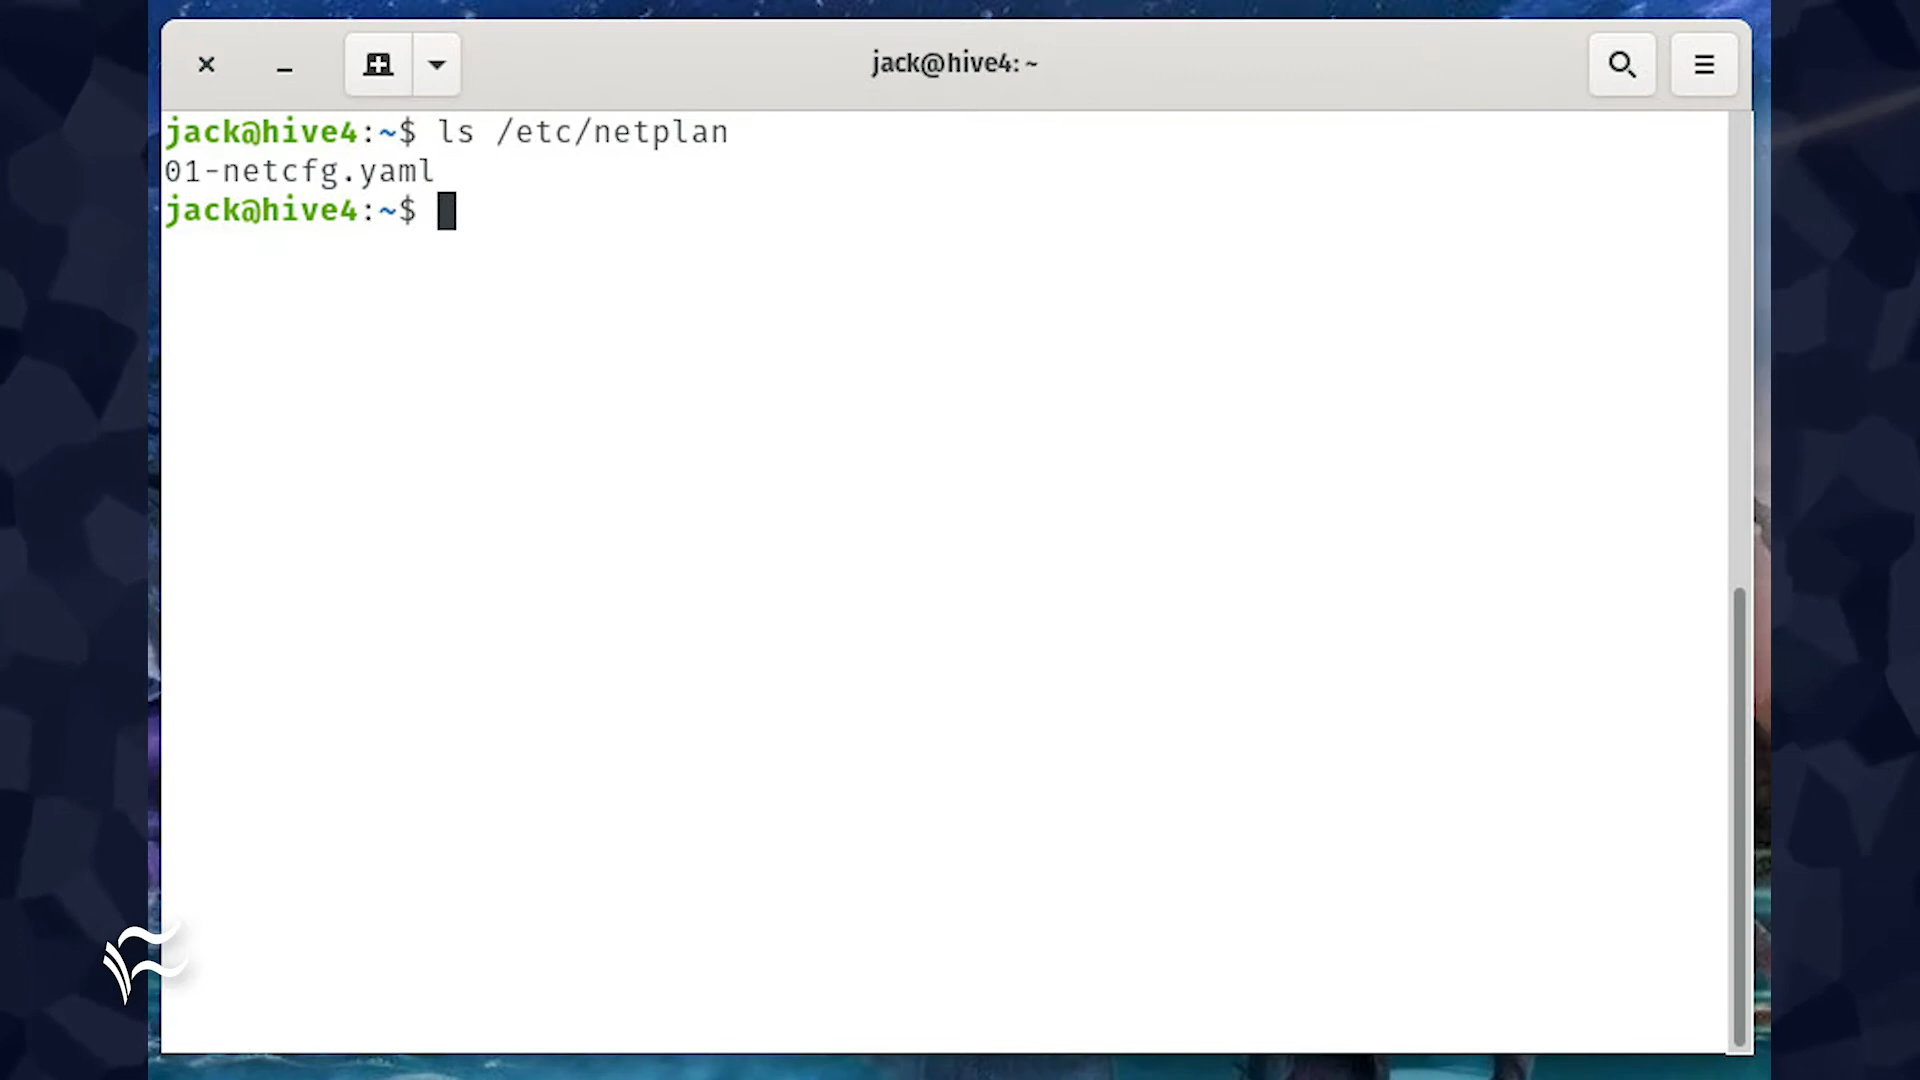 jack@hive4: ~
jack@hive4:~$ ls /etc/netplan
01-netcfg.yaml
jack@hive4:~$